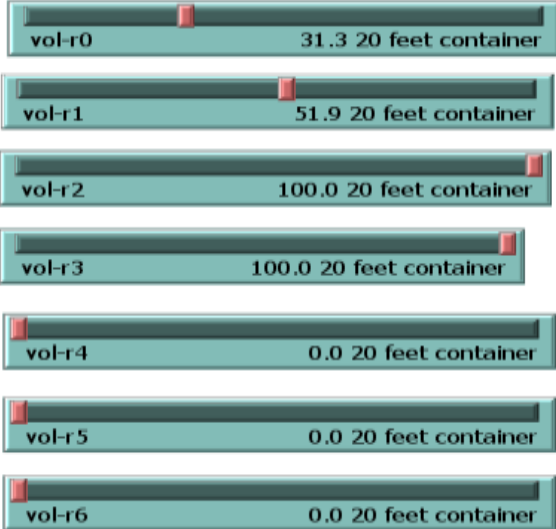 vol-r0 31.3 20 feet container
vol-r1 51.9 20 feet container
vol-r2 100.0 20 feet container
vol-r3 100.0 20 feet container
vol-r4 0.0 20 feet container
vol-r5 0.0 20 feet container
vol-r6 0.0 20 feet container